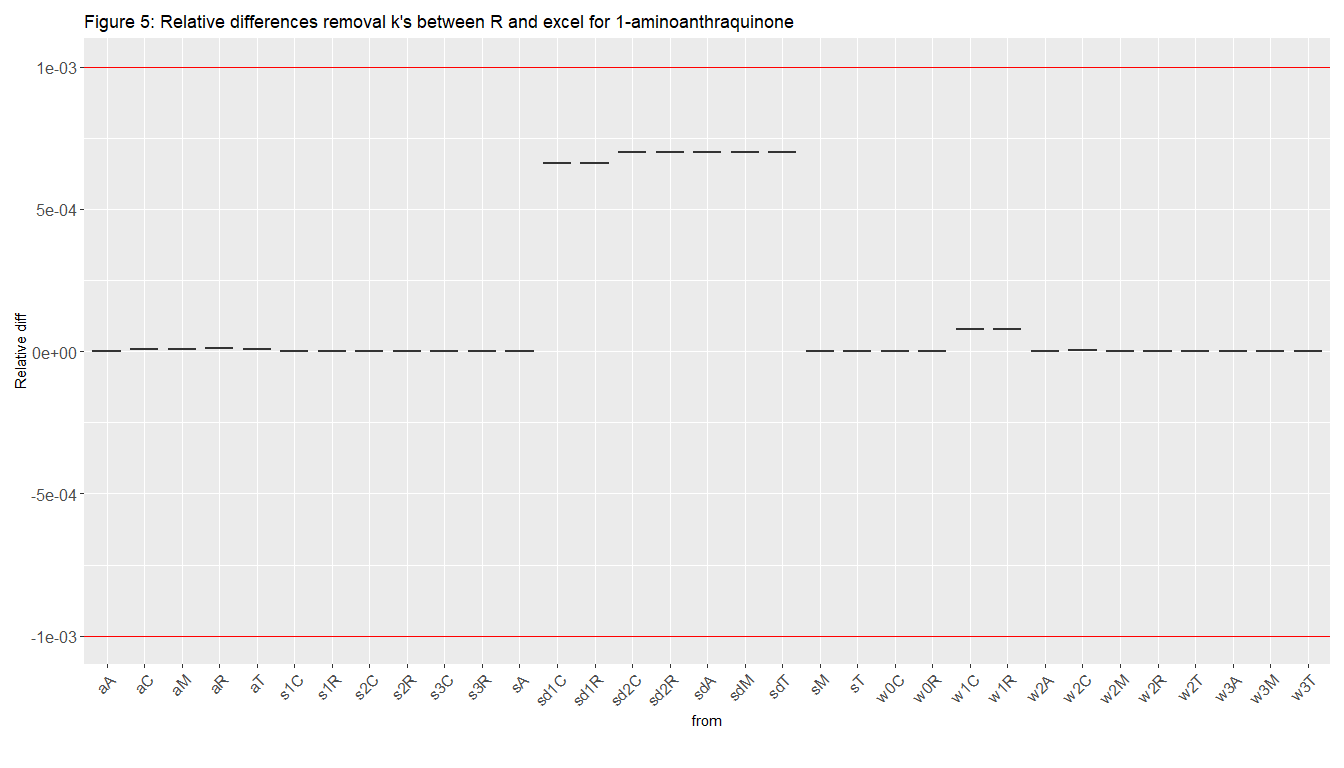 Figure 5: Relative differences removal k's between R and excel for 1-aminoanthraquinone
Relative diff
1e-03
5e-04
0e+00
-5e-04
-1e-03
aA
aC
aM
aR
aT
s1C
s1R
s2C
s2R
s3C
s3R
sA
sd1C
sd1R
sd2C
sd2R
sdA
sdM
sdT
sM
sT
w0C
w0R
w1C
w1R
w2A
w2C
w2M
w2R
w2T
w3A
w3M
w3T
from